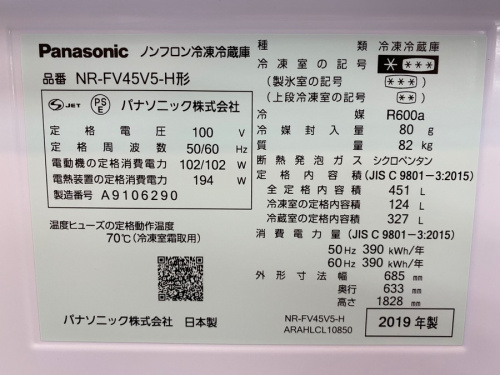 Panasonic ノンフロン冷凍冷蔵庫
品番 NR-FV45V5-H形
JET PSE パナソニック株式会社
定格電圧 100 V
定格周波数 50/60 Hz
電動機の定格消費電力 102/102 W
電熱装置の定格消費電力 194 W
製造番号 A9106290
温度ヒューズの定格動作温度
70℃(冷凍室霜取用)
パナソニック株式会社 日本製
種類 冷凍冷蔵庫
冷凍室の記号 ****
(製氷室の記号 ***)
(上段冷凍室の記号 **)
冷媒 R600a
冷媒封入量 80 g
質量 82 kg
断熱発泡ガス シクロペンタン
定格内容積 (JIS C 9801-3:2015)
全定格内容積 451 L
冷凍室の定格内容積 124 L
冷蔵室の定格内容積 327 L
消費電力量 (JIS C 9801-3:2015)
50Hz 390 kWh/年
60Hz 390 kWh/年
外形寸法 幅 685 mm
奥行 633 mm
高さ 1828 mm
NR-FV45V5-H
ARAHLCL10850
2019年製